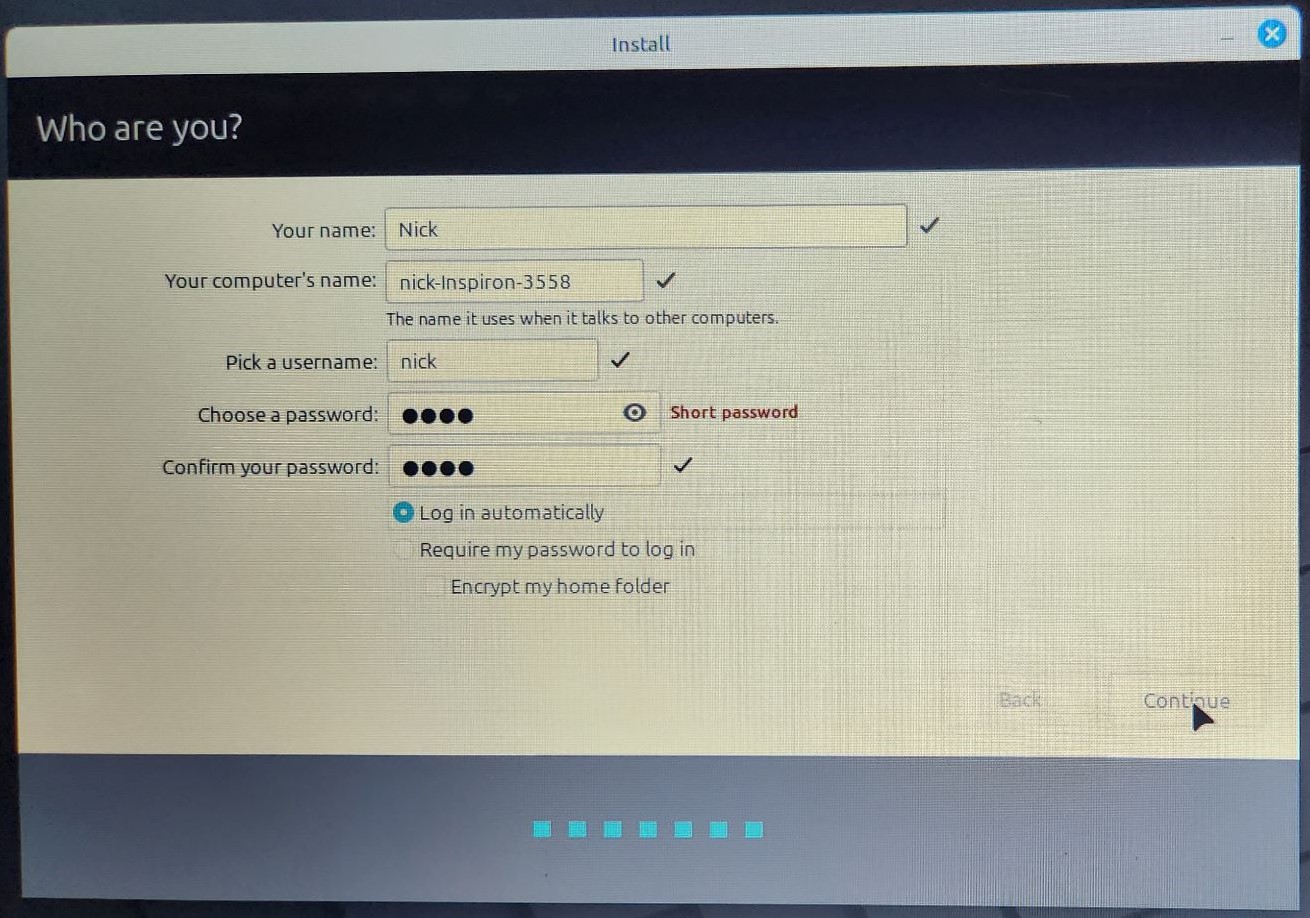 Install
Who are you?
Your name: Nick
Your computer's name: nick-Inspiron-3558
The name it uses when it talks to other computers.
Pick a username: nick
Choose a password: ●●●● Short password
Confirm your password: ●●●●
Log in automatically
Require my password to log in
Encrypt my home folder
Back Continue